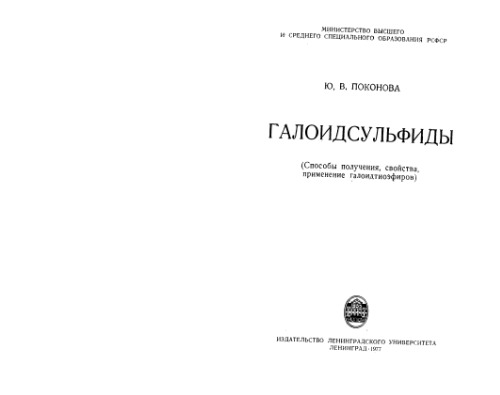 МИНИСТЕРСТВО ВЫСШЕГО
И СРЕДНЕГО СПЕЦИАЛЬНОГО ОБРАЗОВАНИЯ РСФСР
Ю. В. ПОКОНОВА
ГАЛОИДСУЛЬФИДЫ
(Способы получения, свойства,
применение галоидтиоэфиров)
ИЗДАТЕЛЬСТВО ЛЕНИНГРАДСКОГО УНИВЕРСИТЕТА
ЛЕНИНГРАД·1977